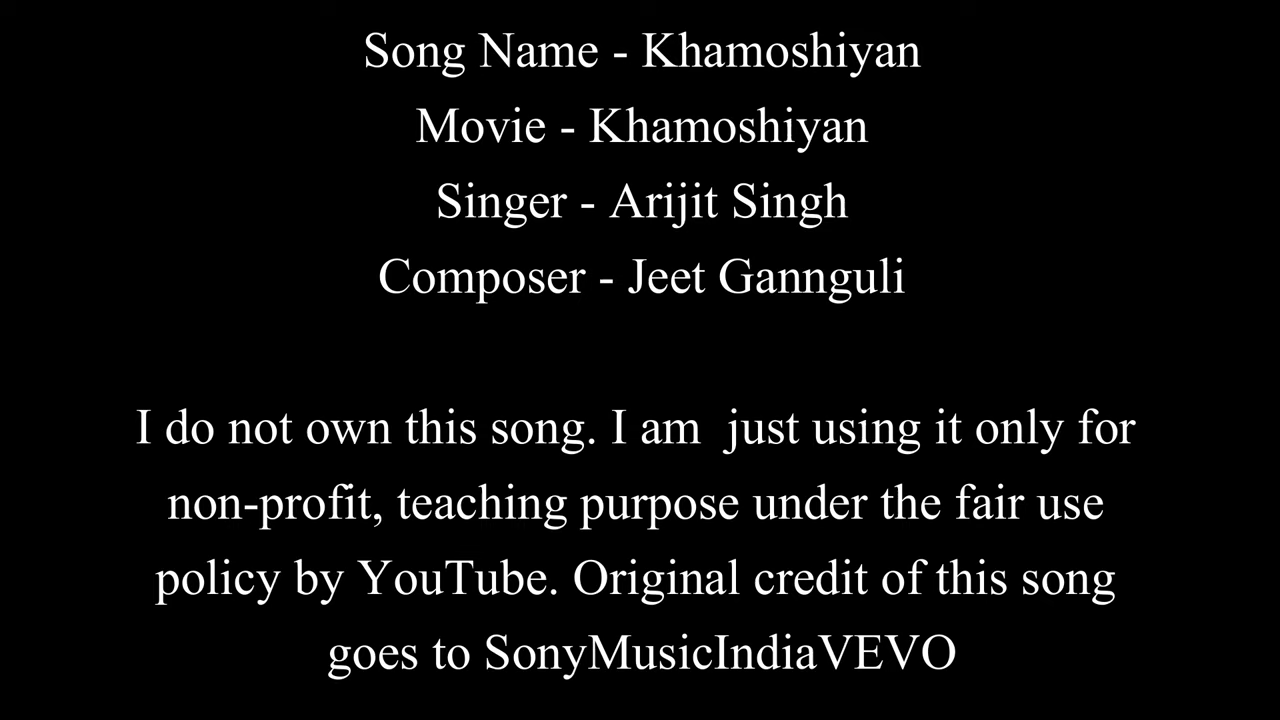 Song Name - Khamoshiyan
Movie - Khamoshiyan
Singer - Arijit Singh
Composer - Jeet Gannguli
I do not own this song. I am  just using it only for
non-profit, teaching purpose under the fair use
policy by YouTube. Original credit of this song
goes to SonyMusicIndiaVEVO